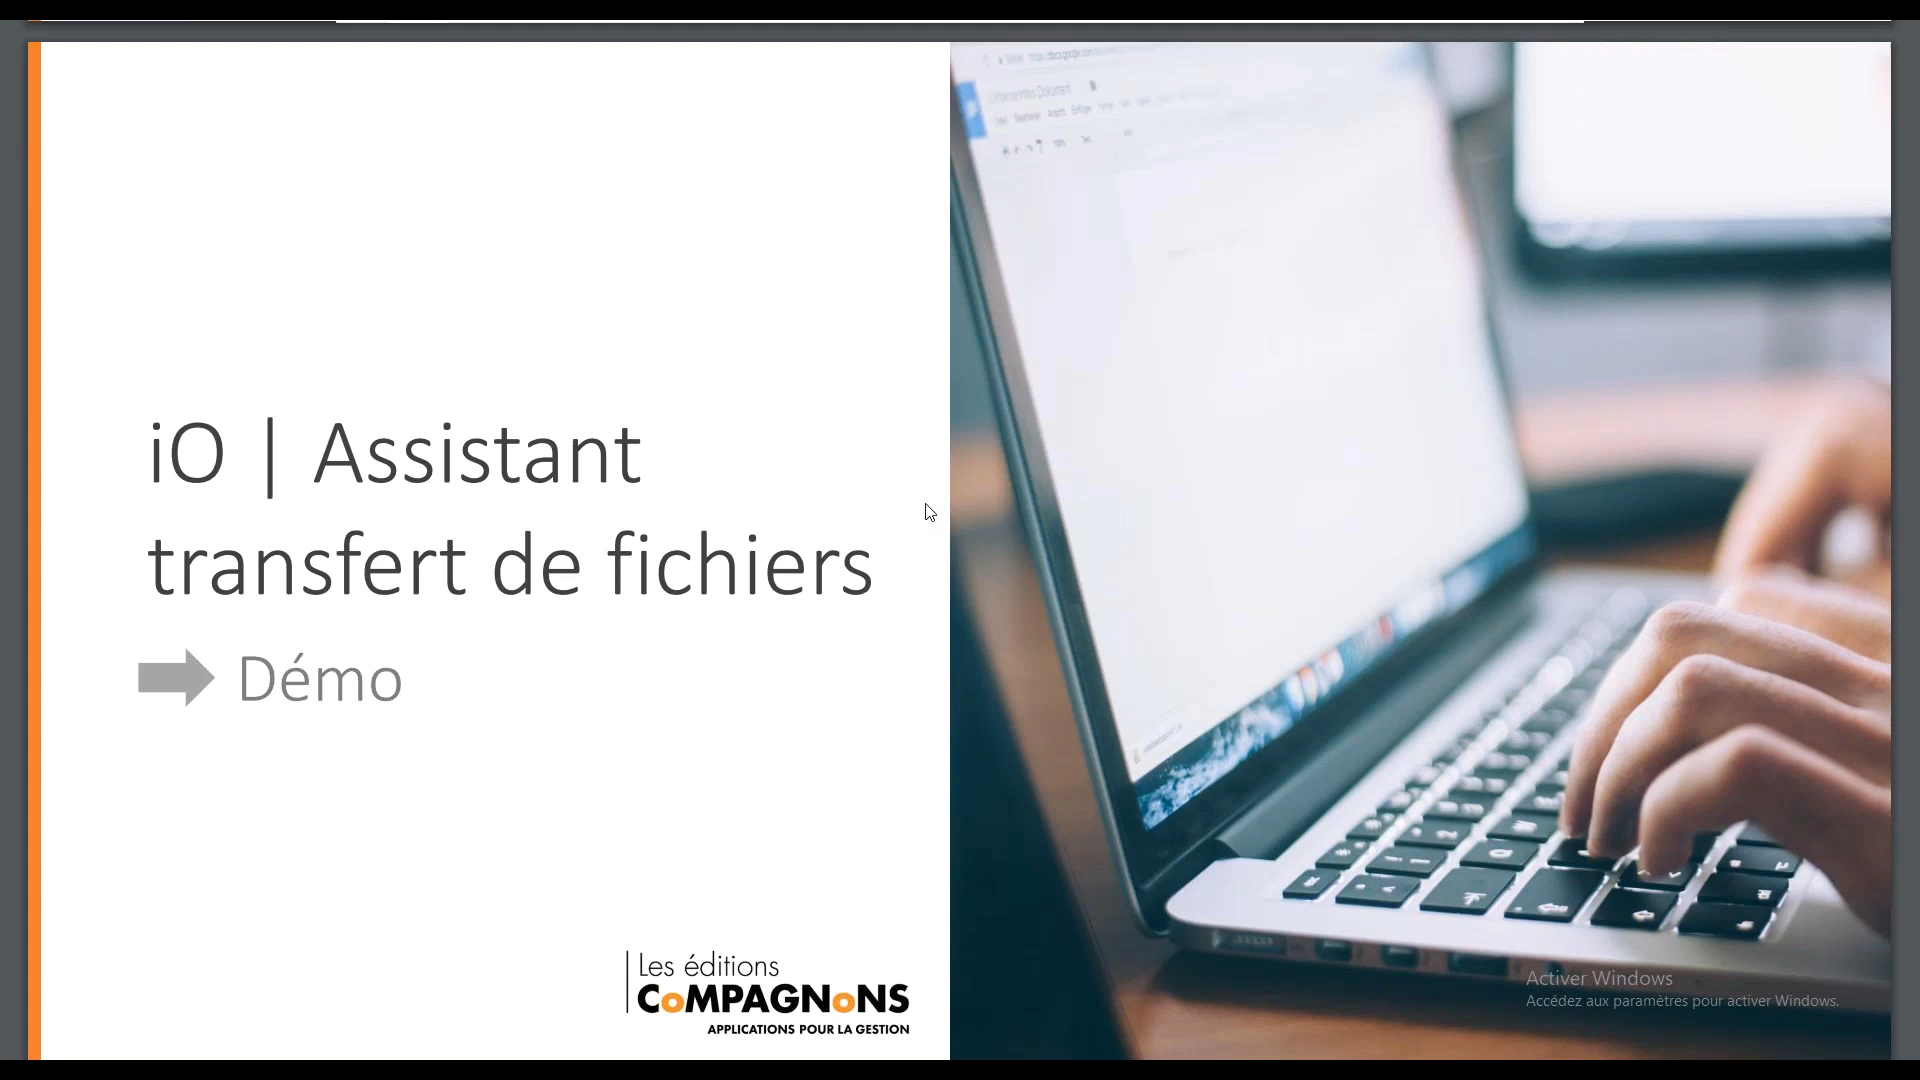 iO | Assistant
transfert de fichiers
Démo
Les éditions
CoMPAGNoNS
APPLICATIONS POUR LA GESTION
Activer Windows
Accédez aux paramètres pour activer Windows.